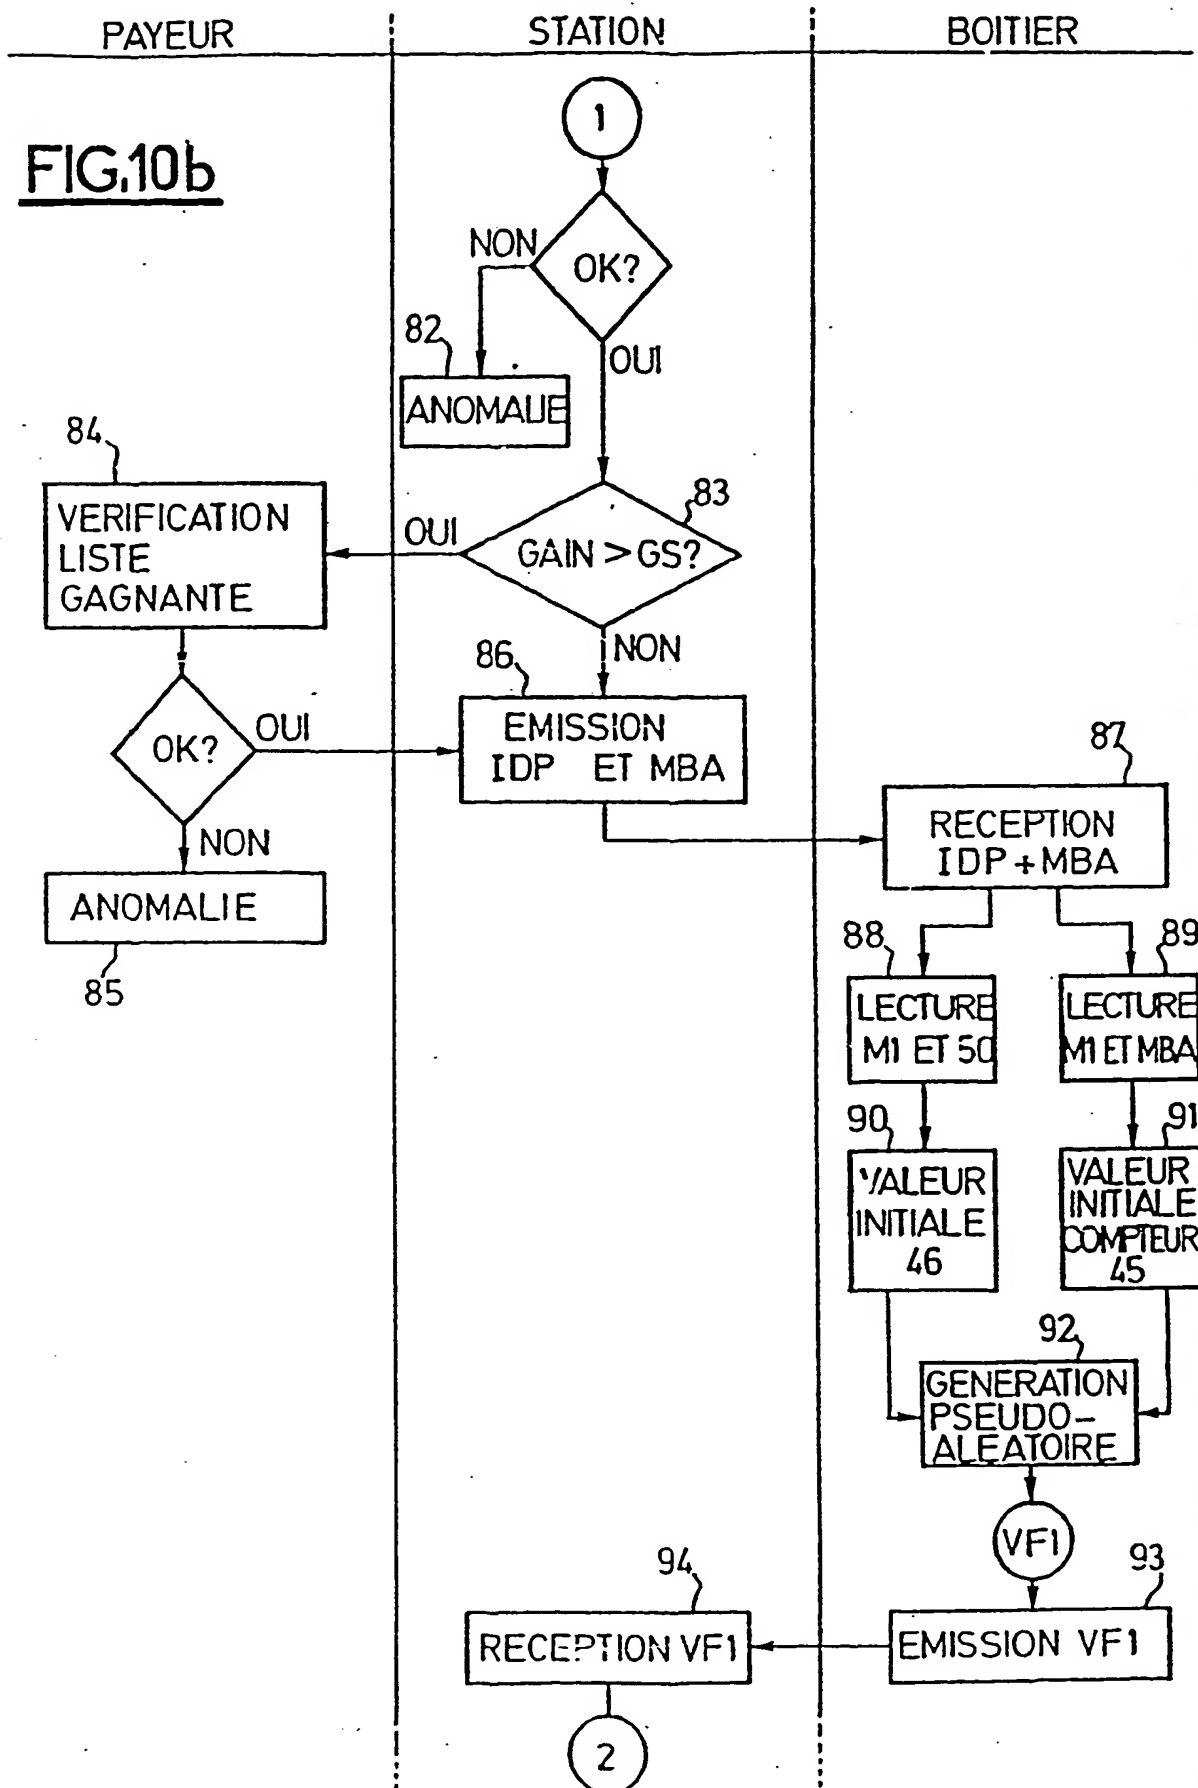 PAYEUR
STATION
BOITIER
FIG.10b
1
OK?
NON
OUI
82
ANOMALIE
83
GAIN > GS?
OUI
NON
84
VERIFICATION
LISTE
GAGNANTE
OK?
OUI
NON
ANOMALIE
85
86
EMISSION
IDP ET MBA
87
RECEPTION
IDP + MBA
88
LECTURE
M1 ET 50
89
LECTURE
M1 ET MBA
90
VALEUR
INITIALE
46
91
VALEUR
INITIALE
COMPTEUR
45
92
GENERATION
PSEUDO-
ALEATOIRE
VF1
93
EMISSION VF1
94
RECEPTION VF1
2